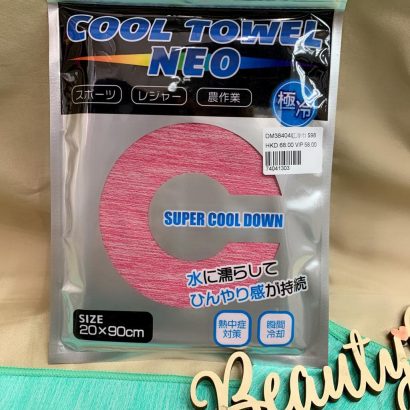 COOL TOWEL
NEO
スポーツ
レジャー
農作業
極冷
HKD 68.00 VIP 58.00
74041303
SUPER COOL DOWN
水に濡らして
ひんやり感が持続
SIZE
20×90cm
熱中症
対策
瞬間
冷却
Beauty